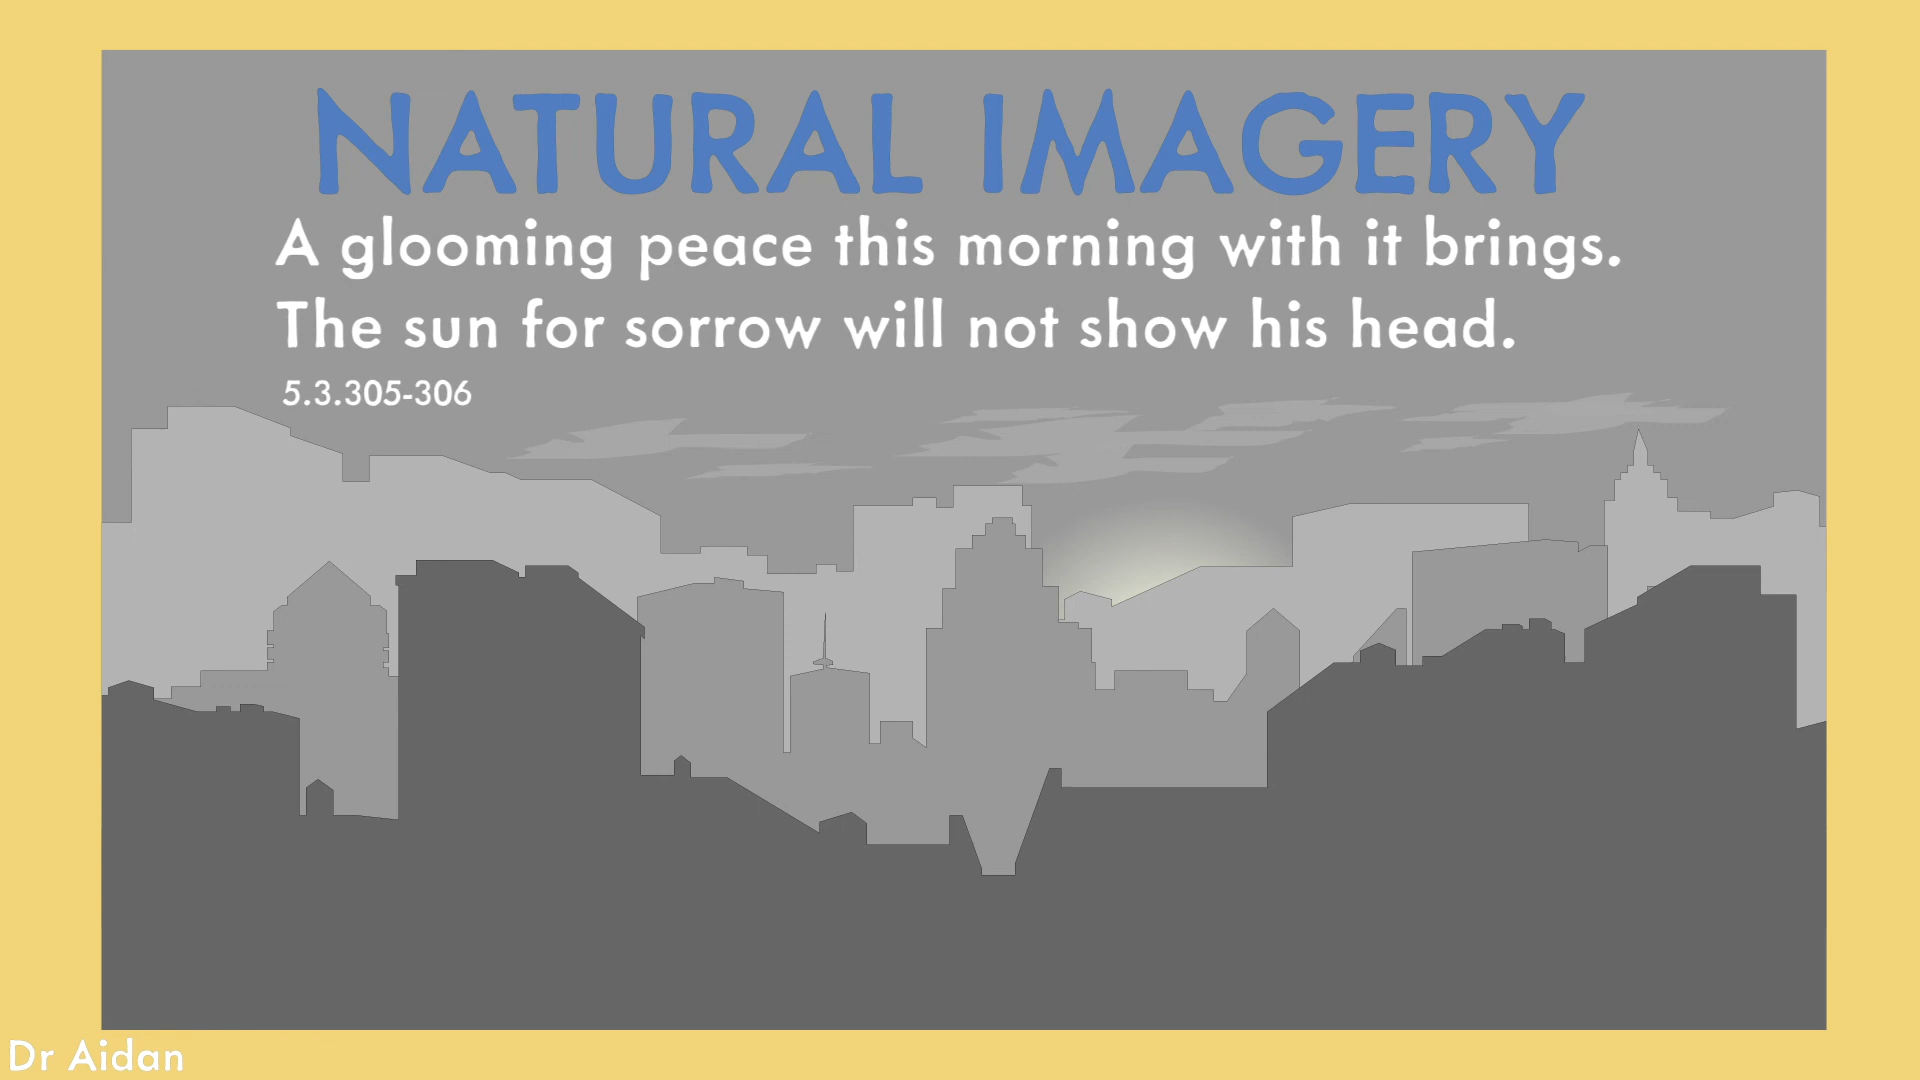 NATURAL IMAGERY
A glooming peace this morning with it brings.
The sun for sorrow will not show his head.
5.3.305-306
Dr Aidan